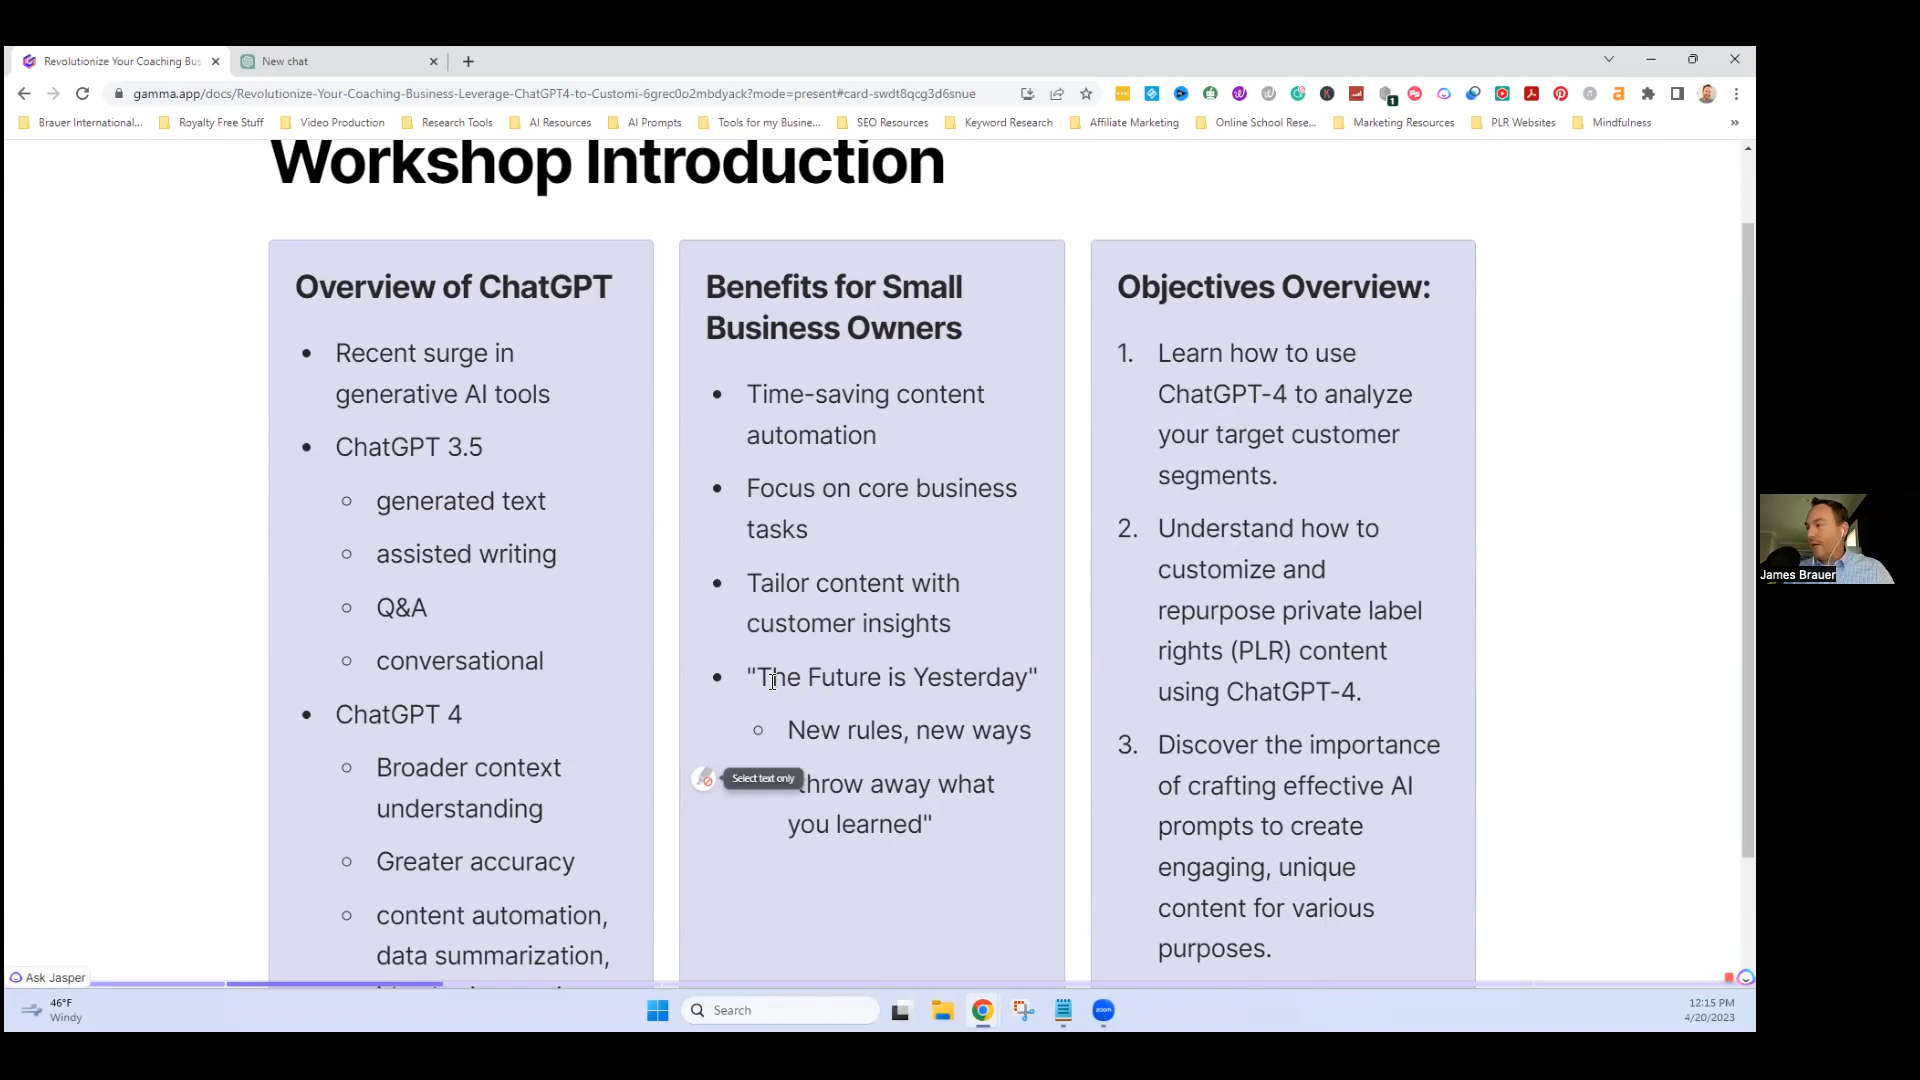 Revolutionize Your Coaching Bus
New chat
gamma.app/docs/Revolutionize-Your-Coaching-Business-Leverage-ChatGPT4-to-Customi-6grec0o2mbdyack?mode=present#card-swdt8qcg3d6snue
Brauer International...
Royalty Free Stuff
Video Production
Research Tools
AI Resources
AI Prompts
Tools for my Busine...
SEO Resources
Keyword Research
Affiliate Marketing
Online School Rese...
Marketing Resources
PLR Websites
Mindfulness
»
Workshop Introduction
Overview of ChatGPT
• Recent surge in
generative AI tools
• ChatGPT 3.5
○ generated text
○ assisted writing
○ Q&A
○ conversational
• ChatGPT 4
○ Broader context
understanding
○ Greater accuracy
○ content automation,
data summarization,
Benefits for Small
Business Owners
• Time-saving content
automation
• Focus on core business
tasks
• Tailor content with
customer insights
• "The Future is Yesterday"
○ New rules, new ways
Select text only
throw away what
you learned"
Objectives Overview:
1. Learn how to use
ChatGPT-4 to analyze
your target customer
segments.
2. Understand how to
customize and
repurpose private label
rights (PLR) content
using ChatGPT-4.
3. Discover the importance
of crafting effective AI
prompts to create
engaging, unique
content for various
purposes.
James Brauer
Ask Jasper
46°F
Windy
Search
zoom
12:15 PM
4/20/2023